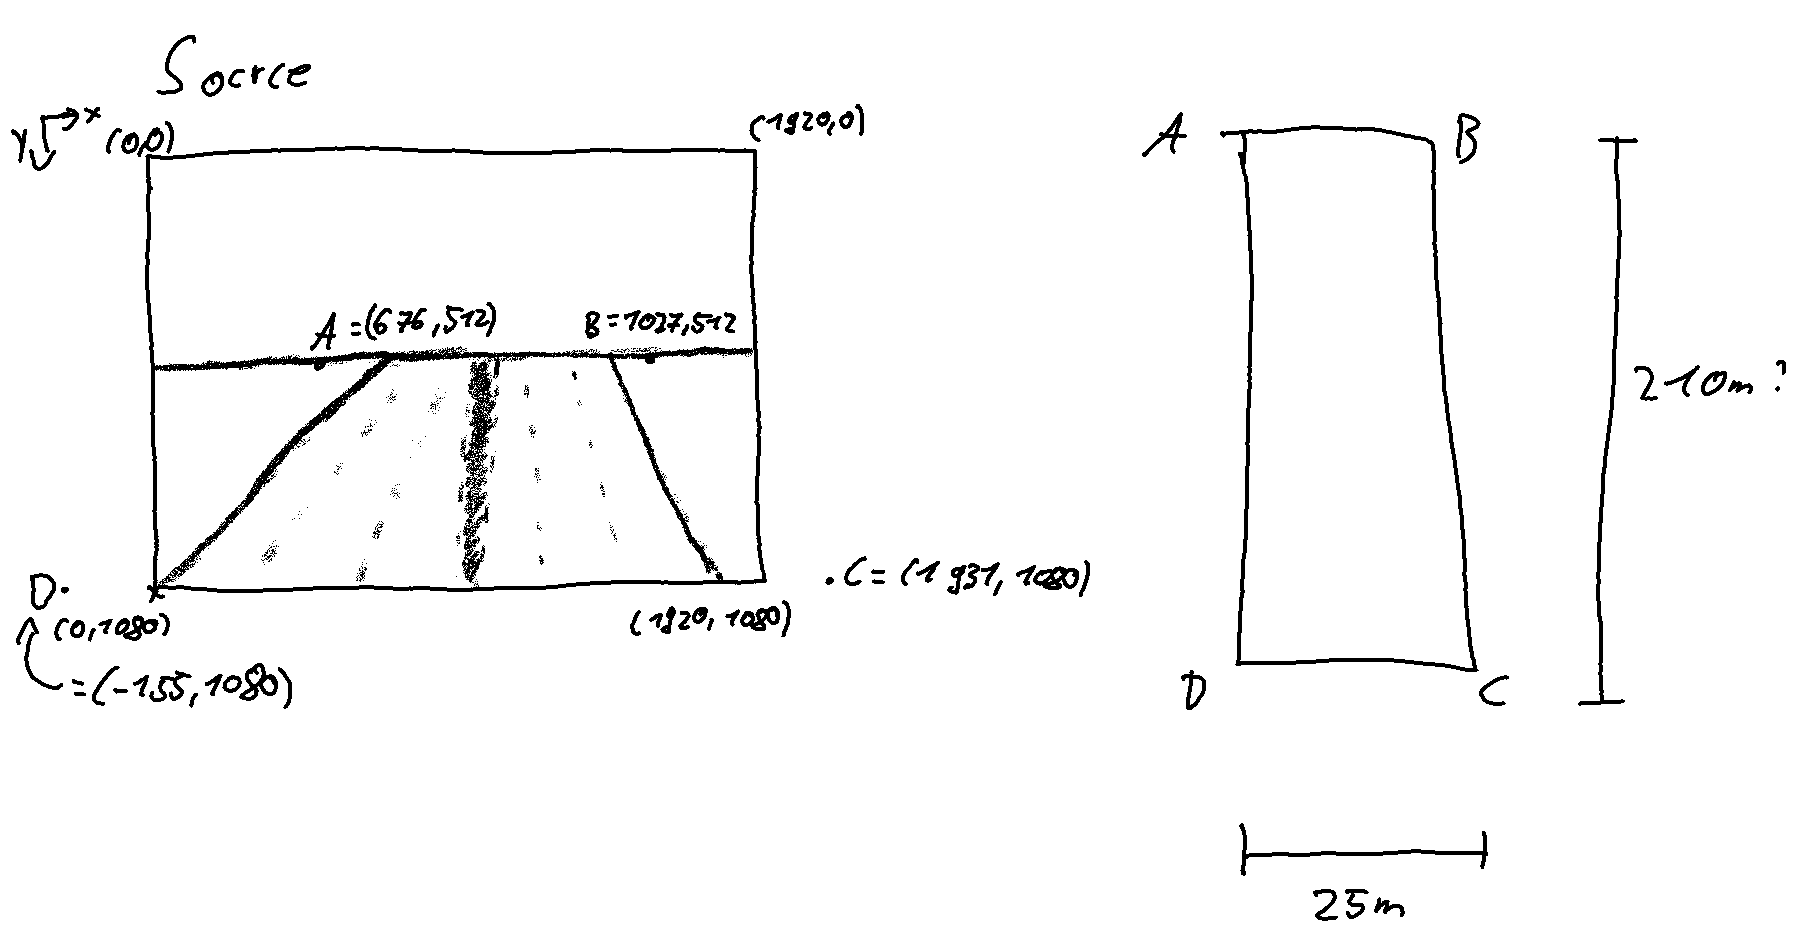 Socrce
Y x
(0,0)
(1920,0)
A
B
A =(676,512)
B=1027,512
210m?
D.
(0,1080)
=(-155,1080)
(1920,1080)
.C=(1931,1080)
D
C
25m